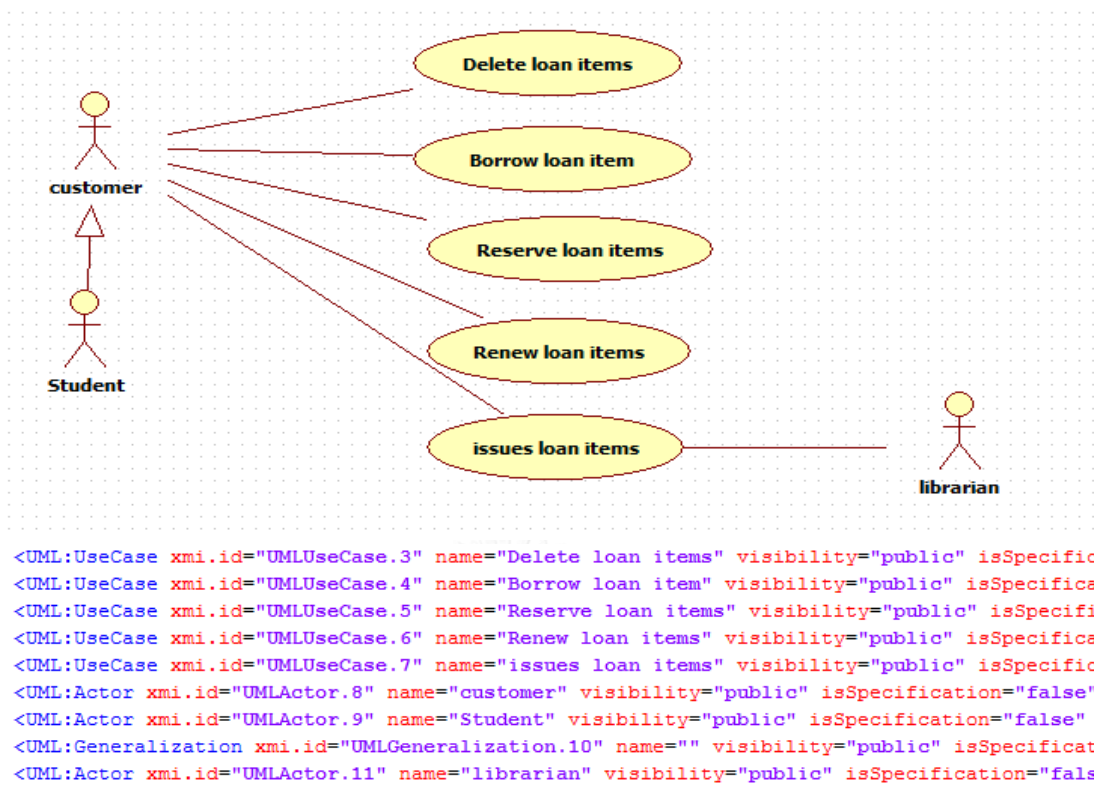 Delete loan items
Borrow loan item
customer
Reserve loan items
Renew loan items
Student
issues loan items
librarian
<UML:UseCase xmi.id="UMLUseCase.3" name="Delete loan items" visibility="public" isSpecific
<UML:UseCase xmi.id="UMLUseCase.4" name="Borrow loan item" visibility="public" isSpecifica
<UML:UseCase xmi.id="UMLUseCase.5" name="Reserve loan items" visibility="public" isSpecifi
<UML:UseCase xmi.id="UMLUseCase.6" name="Renew loan items" visibility="public" isSpecifica
<UML:UseCase xmi.id="UMLUseCase.7" name="issues loan items" visibility="public" isSpecific
<UML:Actor xmi.id="UMLActor.8" name="customer" visibility="public" isSpecification="false"
<UML:Actor xmi.id="UMLActor.9" name="Student" visibility="public" isSpecification="false"
<UML:Generalization xmi.id="UMLGeneralization.10" name="" visibility="public" isSpecificat
<UML:Actor xmi.id="UMLActor.11" name="librarian" visibility="public" isSpecification="fals